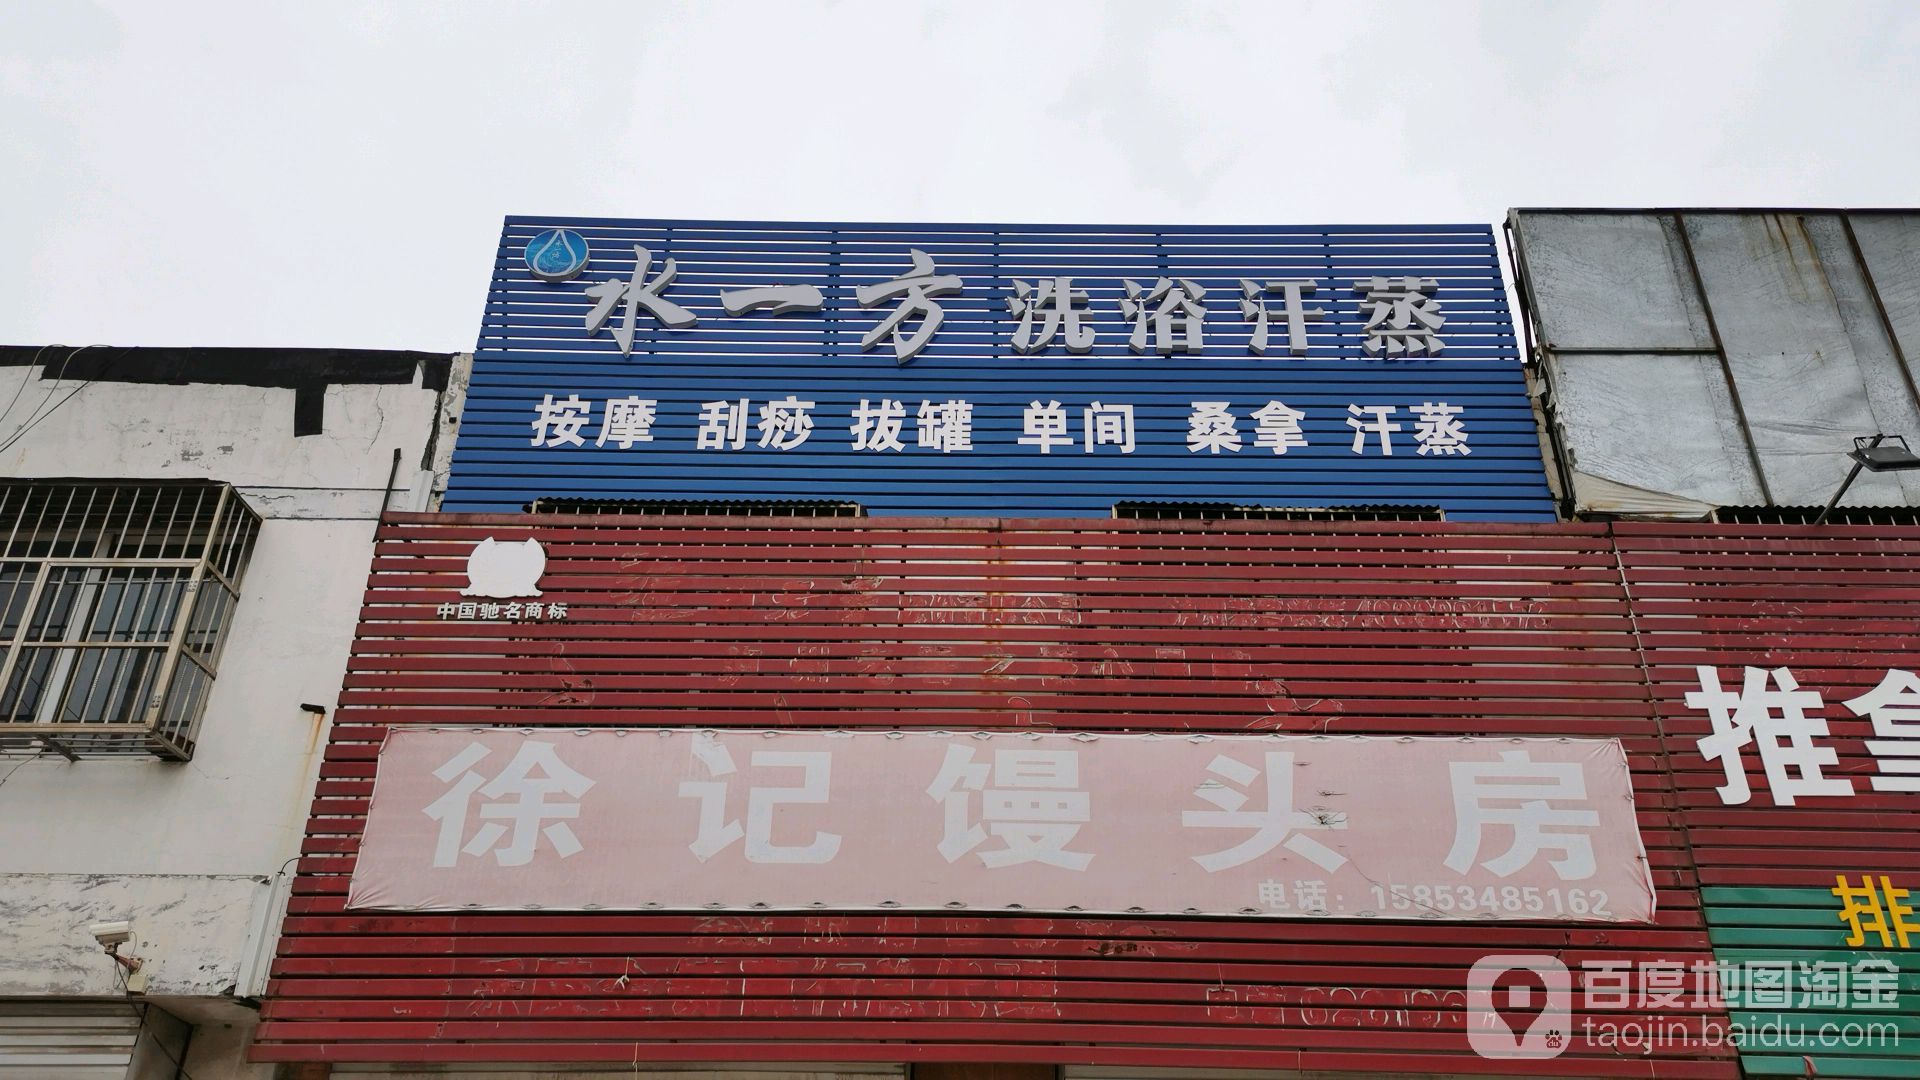 水一方洗浴汗蒸
按摩 刮痧 拔罐 单间 桑拿 汗蒸
中国驰名商标
徐记馒头房
电话：15853485162
推拿
排
百度地图淘金
taojin.baidu.com